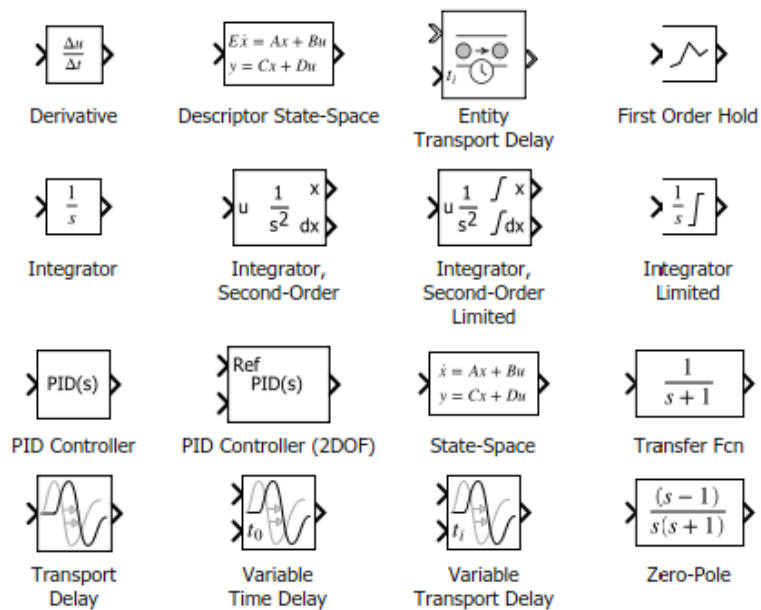 Δu
Δt
Derivative
Eẋ = Ax + Bu
y = Cx + Du
Descriptor State-Space
t_i
Entity
Transport Delay
First Order Hold
1
s
Integrator
u 1 x
s² dx
Integrator,
Second-Order
u 1 ∫ x
s² ∫dx
Integrator,
Second-Order
Limited
1
s ∫
Integrator
Limited
PID(s)
PID Controller
Ref
PID(s)
PID Controller (2DOF)
ẋ = Ax + Bu
y = Cx + Du
State-Space
1
s + 1
Transfer Fcn
Transport
Delay
t₀
Variable
Time Delay
t_i
Variable
Transport Delay
(s − 1)
s(s + 1)
Zero-Pole